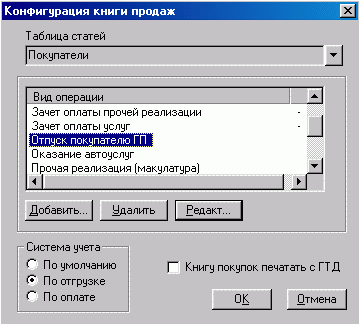 Конфигурация книги продаж
Таблица статей
Покупатели
Вид операции
Зачет оплаты прочей реализации -
Зачет оплаты услуг -
Отпуск покупателю ГП
Оказание автоуслуг
Прочая реализация (макулатура)
Добавить... Удалить Редакт...
Система учета
По умолчанию
По отгрузке
По оплате
Книгу покупок печатать с ГТД
OK Отмена